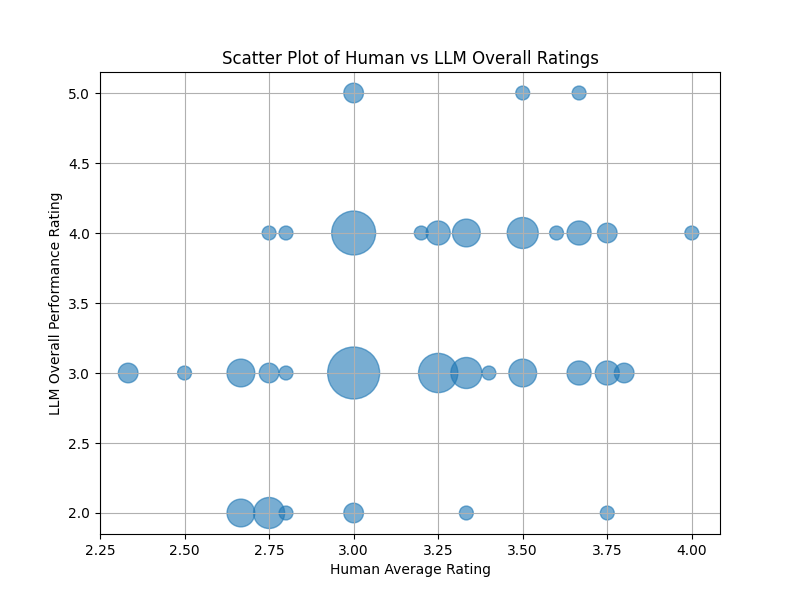 Scatter Plot of Human vs LLM Overall Ratings
LLM Overall Performance Rating
5.0
4.5
4.0
3.5
3.0
2.5
2.0
2.25 2.50 2.75 3.00 3.25 3.50 3.75 4.00
Human Average Rating